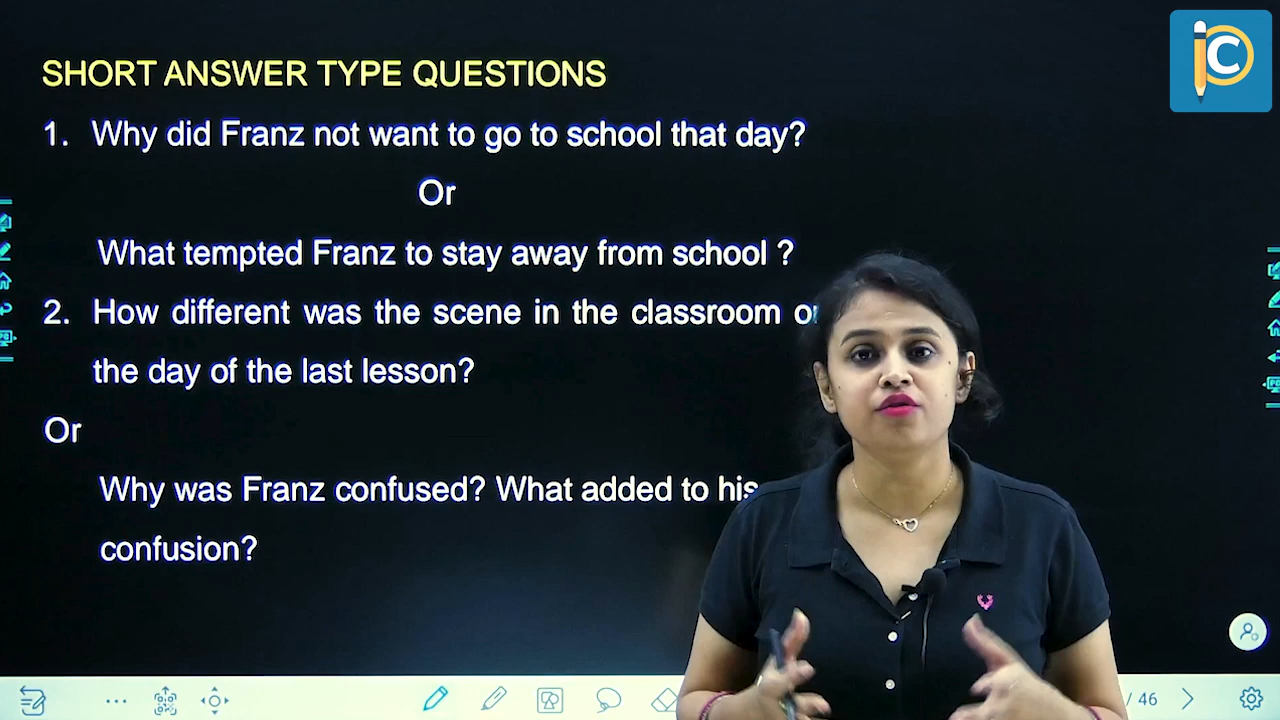 SHORT ANSWER TYPE QUESTIONS
1. Why did Franz not want to go to school that day?
Or
What tempted Franz to stay away from school ?
2. How different was the scene in the classroom
the day of the last lesson?
Or
Why was Franz confused? What added to his
confusion?
/ 46